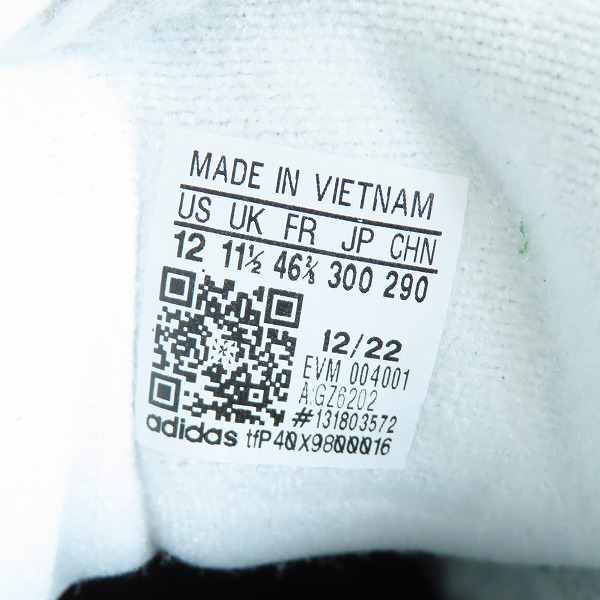 MADE IN VIETNAM
US UK FR JP CHN
12 11½ 46⅔ 300 290
12/22
EVM 004001
A:GZ6202
#131803572
adidas tfP40X9800016